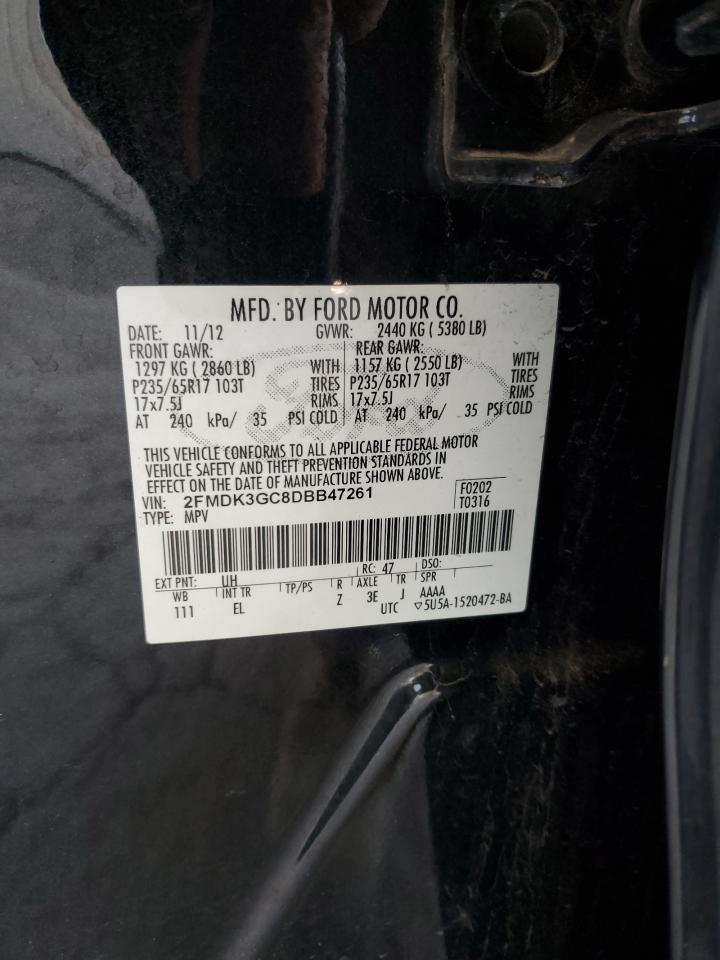 MFD. BY FORD MOTOR CO.
DATE: 11/12 GVWR: 2440 KG ( 5380 LB)
FRONT GAWR: REAR GAWR:
1297 KG ( 2860 LB) WITH 1157 KG ( 2550 LB) WITH
P235/65R17 103T TIRES P235/65R17 103T TIRES
17x7.5J RIMS 17x7.5J RIMS
AT 240 kPa/ 35 PSI COLD AT 240 kPa/ 35 PSI COLD
THIS VEHICLE CONFORMS TO ALL APPLICABLE FEDERAL MOTOR
VEHICLE SAFETY AND THEFT PREVENTION STANDARDS IN
EFFECT ON THE DATE OF MANUFACTURE SHOWN ABOVE.
VIN: 2FMDK3GC8DBB47261 F0202
TYPE: MPV T0316
EXT PNT: UH RC: 47 DSO:
WB INT TR TP/PS R AXLE TR SPR
111 EL Z 3E J AAAA
UTC ▽5U5A-1520472-BA